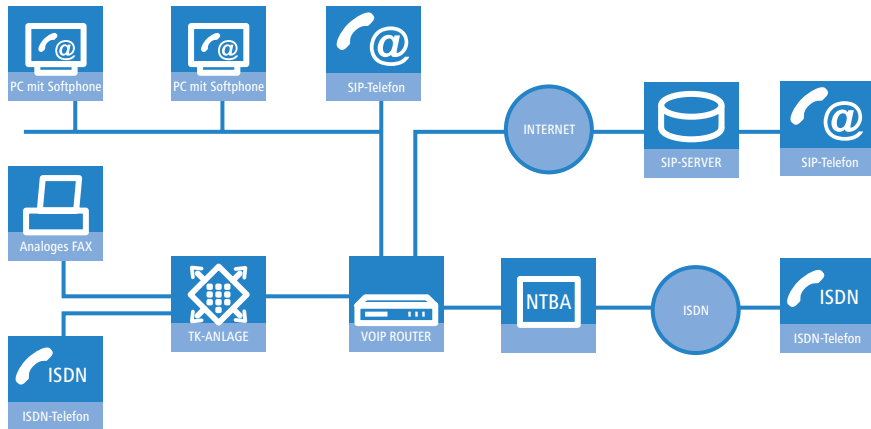 @
PC mit Softphone
@
PC mit Softphone
@
SIP-Telefon
INTERNET
SIP-SERVER
@
SIP-Telefon
Analoges FAX
TK-ANLAGE
VOIP ROUTER
NTBA
ISDN
ISDN
ISDN-Telefon
ISDN
ISDN-Telefon